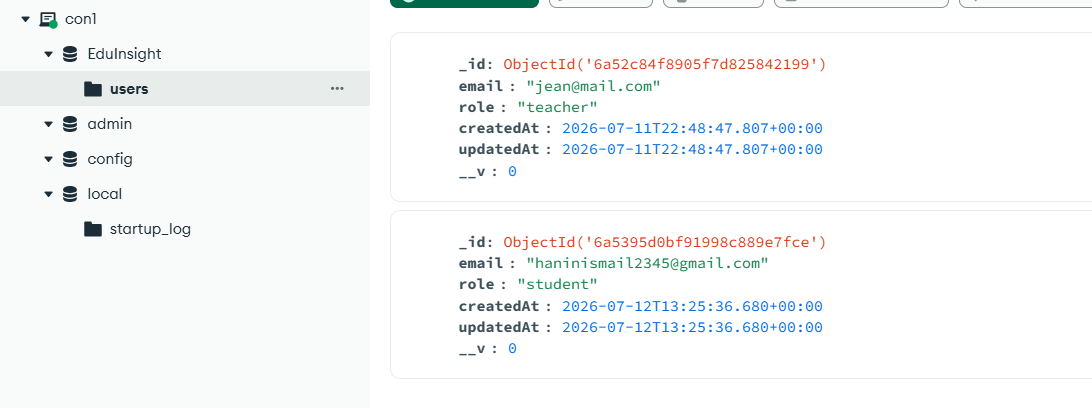 con1
EduInsight
users
admin
config
local
startup_log
_id: ObjectId('6a52c84f8905f7d825842199')
email : "jean@mail.com"
role : "teacher"
createdAt : 2026-07-11T22:48:47.807+00:00
updatedAt : 2026-07-11T22:48:47.807+00:00
__v : 0
_id: ObjectId('6a5395d0bf91998c889e7fce')
email : "haninismail2345@gmail.com"
role : "student"
createdAt : 2026-07-12T13:25:36.680+00:00
updatedAt : 2026-07-12T13:25:36.680+00:00
__v : 0